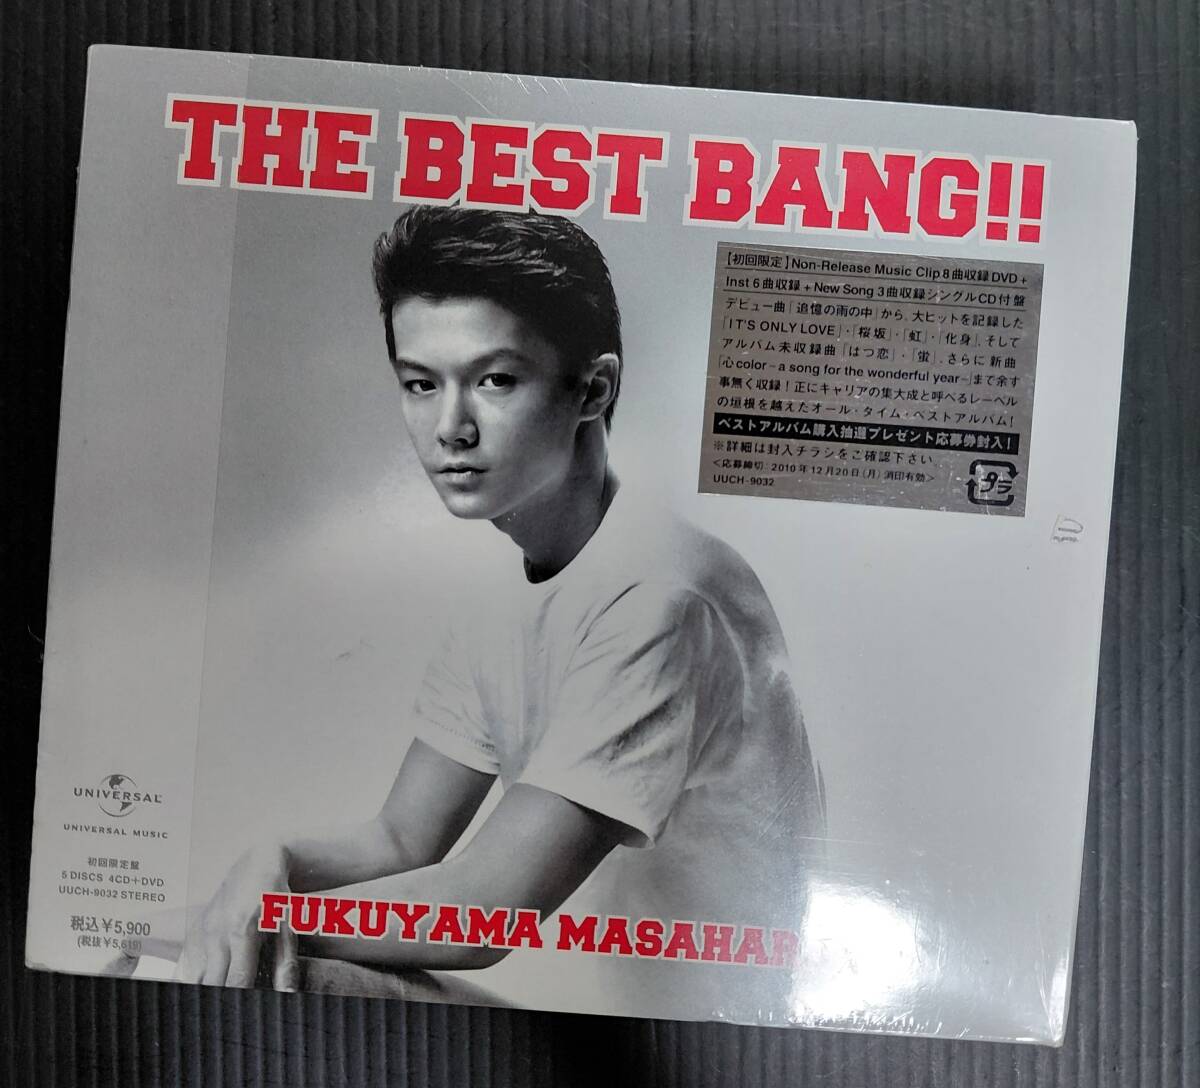 THE BEST BANG!!
【初回限定】Non-Release Music Clip 8曲収録DVD+
Inst 6曲収録+New Song 3曲収録シングルCD付盤
デビュー曲「追憶の雨の中」から、大ヒットを記録した
「IT'S ONLY LOVE」・「桜坂」・「虹」・「化身」、そして
アルバム未収録曲「はつ恋」・「蛍」、さらに新曲
「心color−a song for the wonderful year−」まで余す
事無く収録!正にキャリアの集大成と呼べるレーベル
の垣根を越えたオール・タイム・ベストアルバム!
ベストアルバム購入抽選プレゼント応募券封入!
※詳細は封入チラシをご確認下さい。
<応募締切:2010年12月20日(月)消印有効>
UUCH-9032
プラ
UNIVERSAL
UNIVERSAL MUSIC
初回限定盤
5 DISCS 4CD+DVD
UUCH-9032 STEREO
税込¥5,900
(税抜¥5,619)
FUKUYAMA MASAHAR